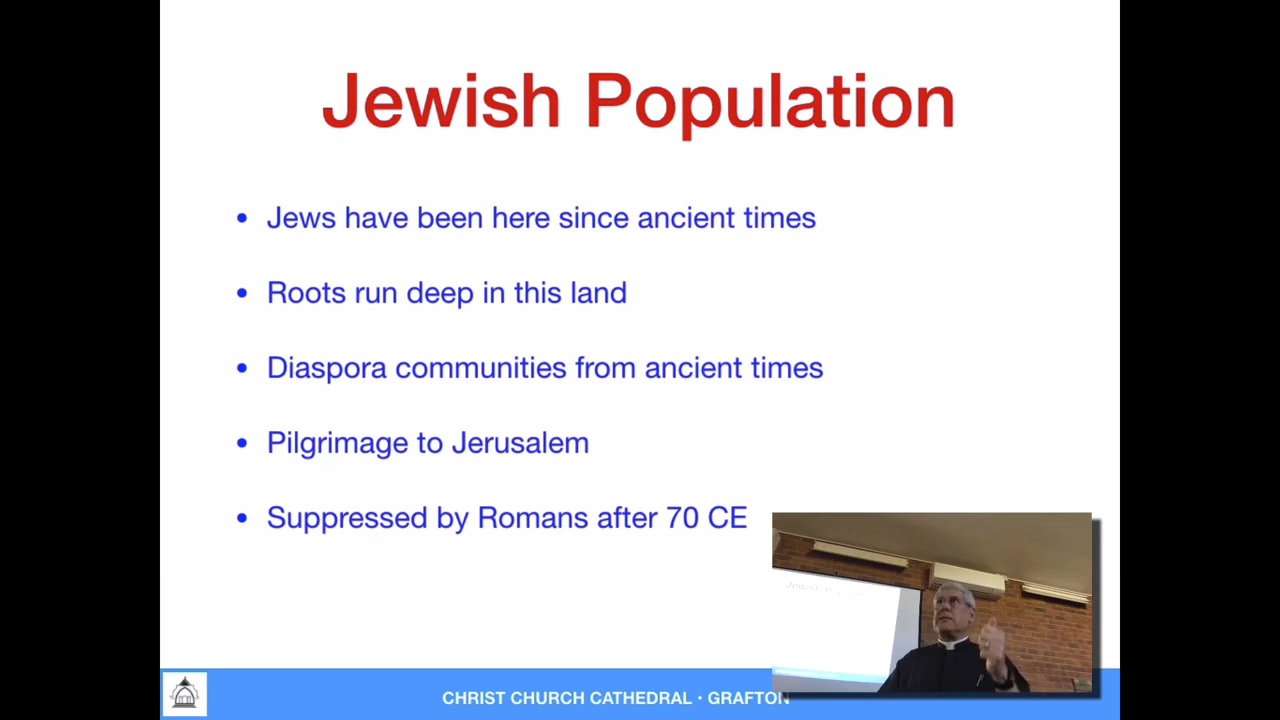 Jewish Population
• Jews have been here since ancient times
• Roots run deep in this land
• Diaspora communities from ancient times
• Pilgrimage to Jerusalem
• Suppressed by Romans after 70 CE
CHRIST CHURCH CATHEDRAL • GRAFTON